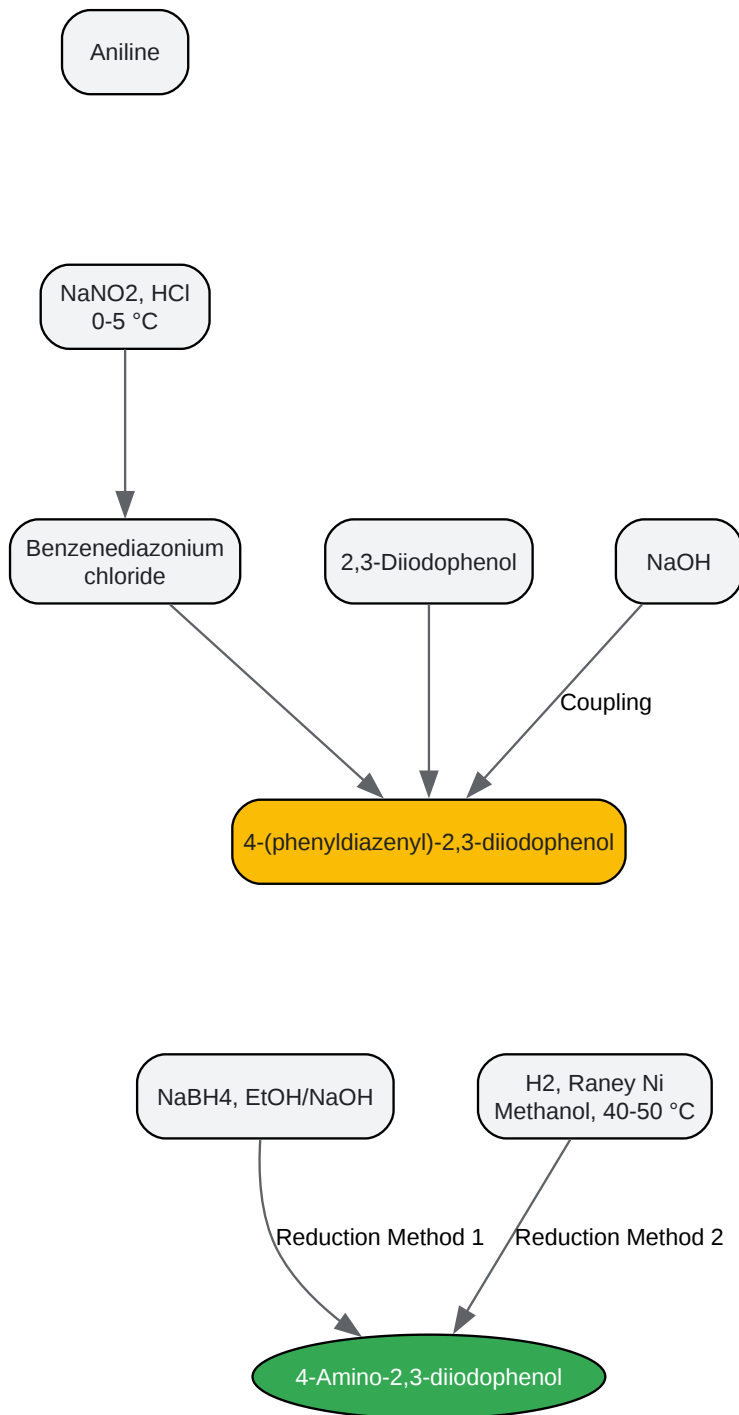 Aniline
NaNO2, HCl
0-5 °C
Benzenediazonium
chloride
2,3-Diiodophenol
NaOH
Coupling
4-(phenyldiazenyl)-2,3-diiodophenol
NaBH4, EtOH/NaOH
H2, Raney Ni
Methanol, 40-50 °C
Reduction Method 1
Reduction Method 2
4-Amino-2,3-diiodophenol